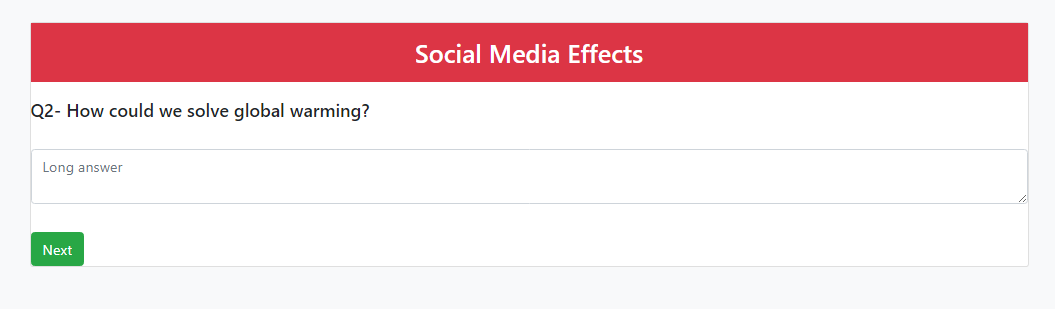 Social Media Effects
Q2- How could we solve global warming?
Long answer
Next